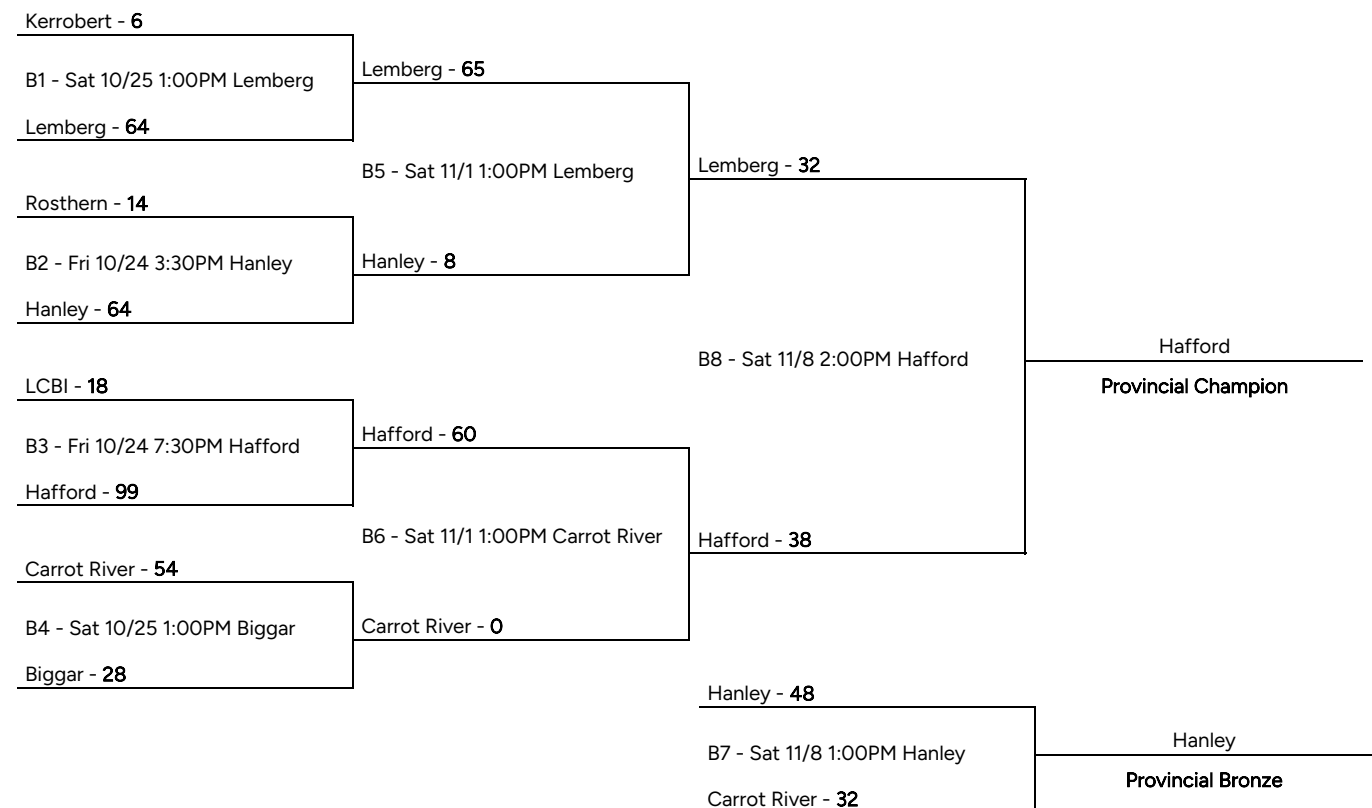 Kerrobert - 6
B1 - Sat 10/25 1:00PM Lemberg
Lemberg - 64
Rosthern - 14
B2 - Fri 10/24 3:30PM Hanley
Hanley - 64
LCBI - 18
B3 - Fri 10/24 7:30PM Hafford
Hafford - 99
Carrot River - 54
B4 - Sat 10/25 1:00PM Biggar
Biggar - 28
Lemberg - 65
B5 - Sat 11/1 1:00PM Lemberg
Hanley - 8
Hafford - 60
B6 - Sat 11/1 1:00PM Carrot River
Carrot River - 0
Lemberg - 32
B8 - Sat 11/8 2:00PM Hafford
Hafford - 38
Hafford
Provincial Champion
Hanley - 48
B7 - Sat 11/8 1:00PM Hanley
Carrot River - 32
Hanley
Provincial Bronze